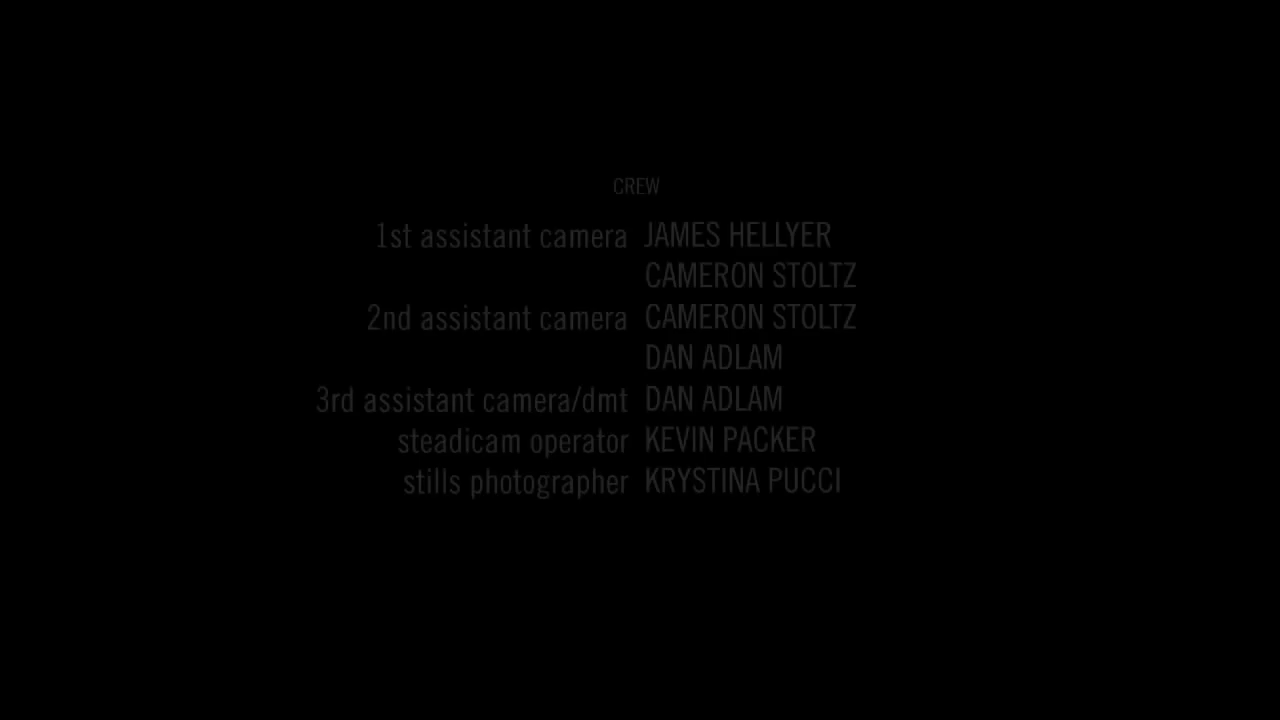 CREW
1st assistant camera JAMES HELLYER
CAMERON STOLTZ
2nd assistant camera CAMERON STOLTZ
DAN ADLAM
3rd assistant camera/dmt DAN ADLAM
steadicam operator KEVIN PACKER
stills photographer KRYSTINA PUCCI